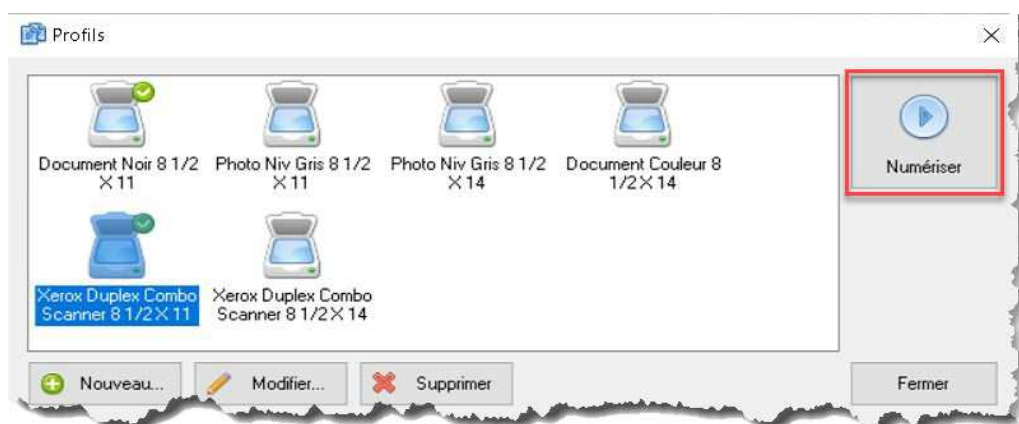 Profils
Document Noir 8 1/2
X 11
Photo Niv Gris 8 1/2
X 11
Photo Niv Gris 8 1/2
X 14
Document Couleur 8
1/2 X 14
Numériser
Xerox Duplex Combo
Scanner 8 1/2 X 11
Xerox Duplex Combo
Scanner 8 1/2 X 14
Nouveau...
Modifier...
Supprimer
Fermer